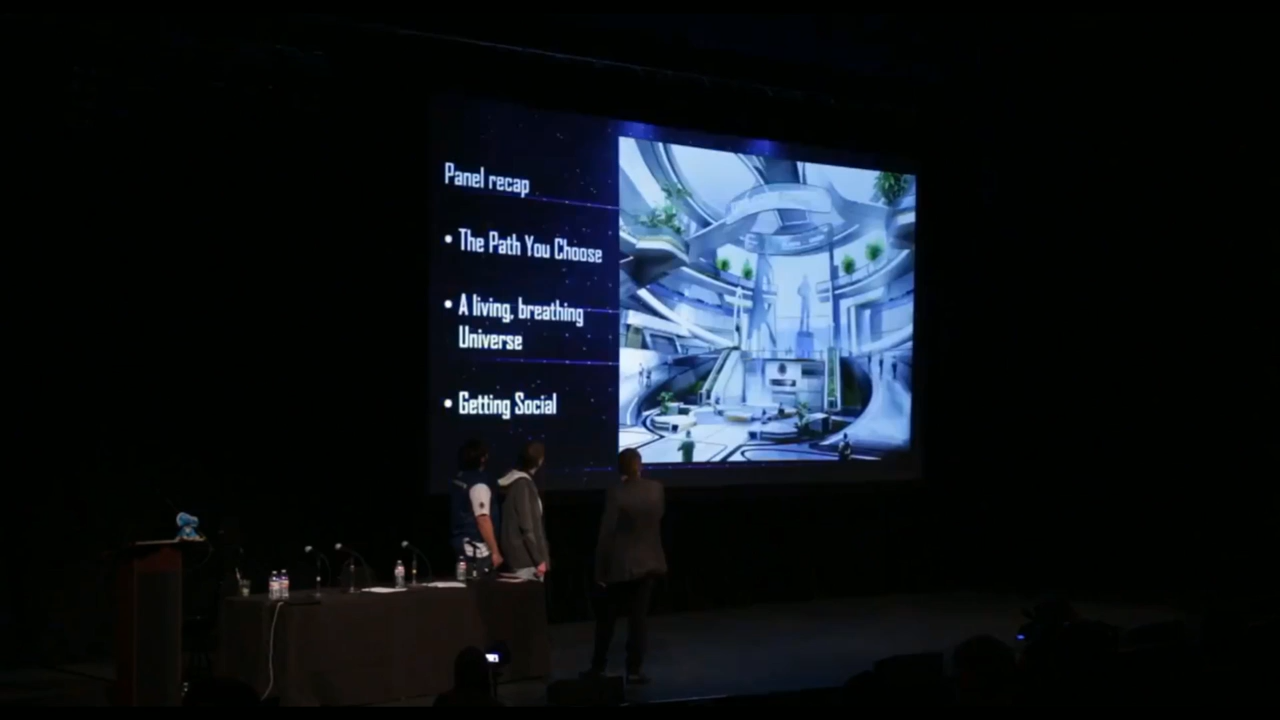 Panel recap
• The Path You Choose
• A living, breathing
Universe
• Getting Social